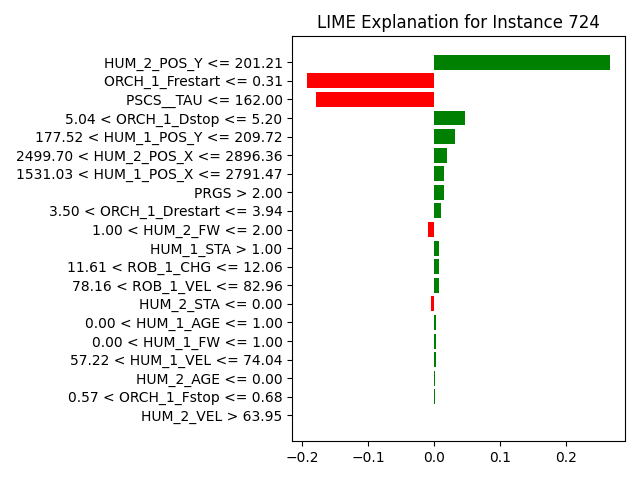 LIME Explanation for Instance 724
HUM_2_POS_Y <= 201.21
ORCH_1_Frestart <= 0.31
PSCS__TAU <= 162.00
5.04 < ORCH_1_Dstop <= 5.20
177.52 < HUM_1_POS_Y <= 209.72
2499.70 < HUM_2_POS_X <= 2896.36
1531.03 < HUM_1_POS_X <= 2791.47
PRGS > 2.00
3.50 < ORCH_1_Drestart <= 3.94
1.00 < HUM_2_FW <= 2.00
HUM_1_STA > 1.00
11.61 < ROB_1_CHG <= 12.06
78.16 < ROB_1_VEL <= 82.96
HUM_2_STA <= 0.00
0.00 < HUM_1_AGE <= 1.00
0.00 < HUM_1_FW <= 1.00
57.22 < HUM_1_VEL <= 74.04
HUM_2_AGE <= 0.00
0.57 < ORCH_1_Fstop <= 0.68
HUM_2_VEL > 63.95
−0.2 −0.1 0.0 0.1 0.2